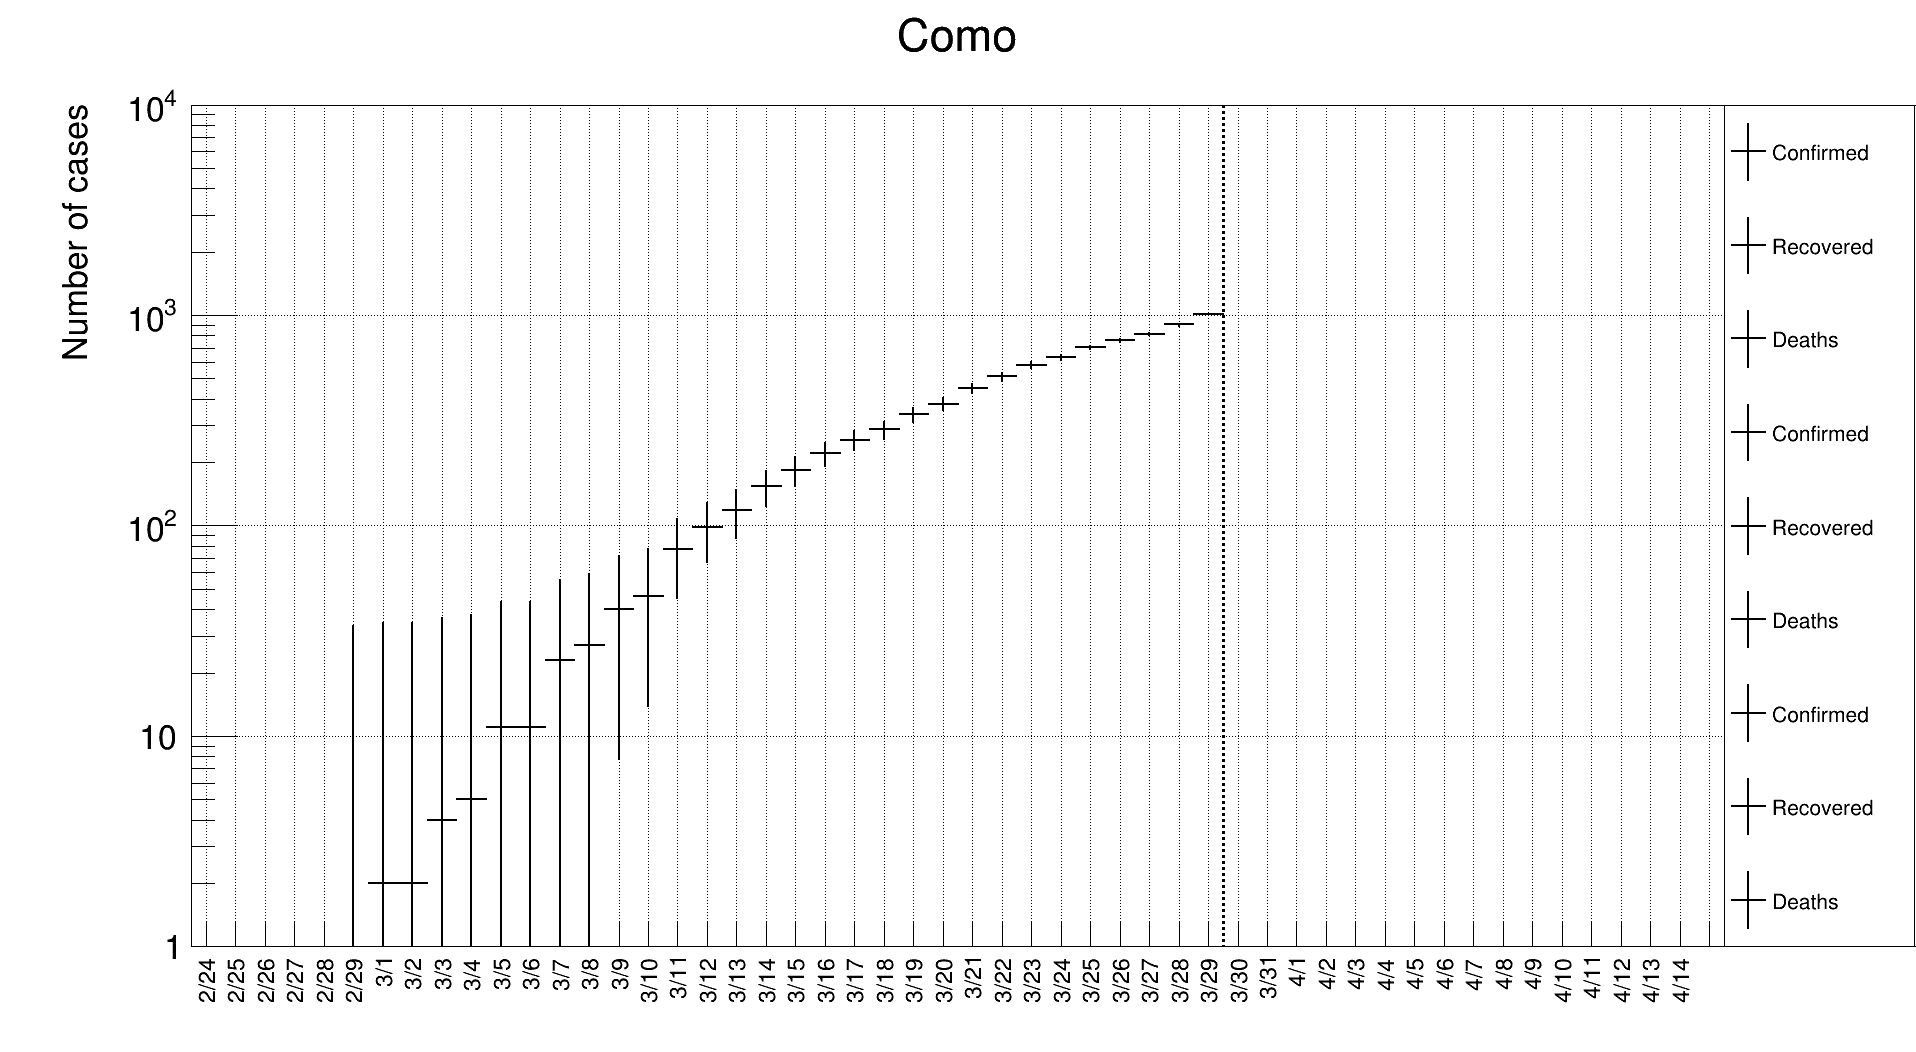 Como
Number of cases
10^4
10^3
10^2
10
1
2/24 2/25 2/26 2/27 2/28 2/29 3/1 3/2 3/3 3/4 3/5 3/6 3/7 3/8 3/9 3/10 3/11 3/12 3/13 3/14 3/15 3/16 3/17 3/18 3/19 3/20 3/21 3/22 3/23 3/24 3/25 3/26 3/27 3/28 3/29 3/30 3/31 4/1 4/2 4/3 4/4 4/5 4/6 4/7 4/8 4/9 4/10 4/11 4/12 4/13 4/14
Confirmed
Recovered
Deaths
Confirmed
Recovered
Deaths
Confirmed
Recovered
Deaths